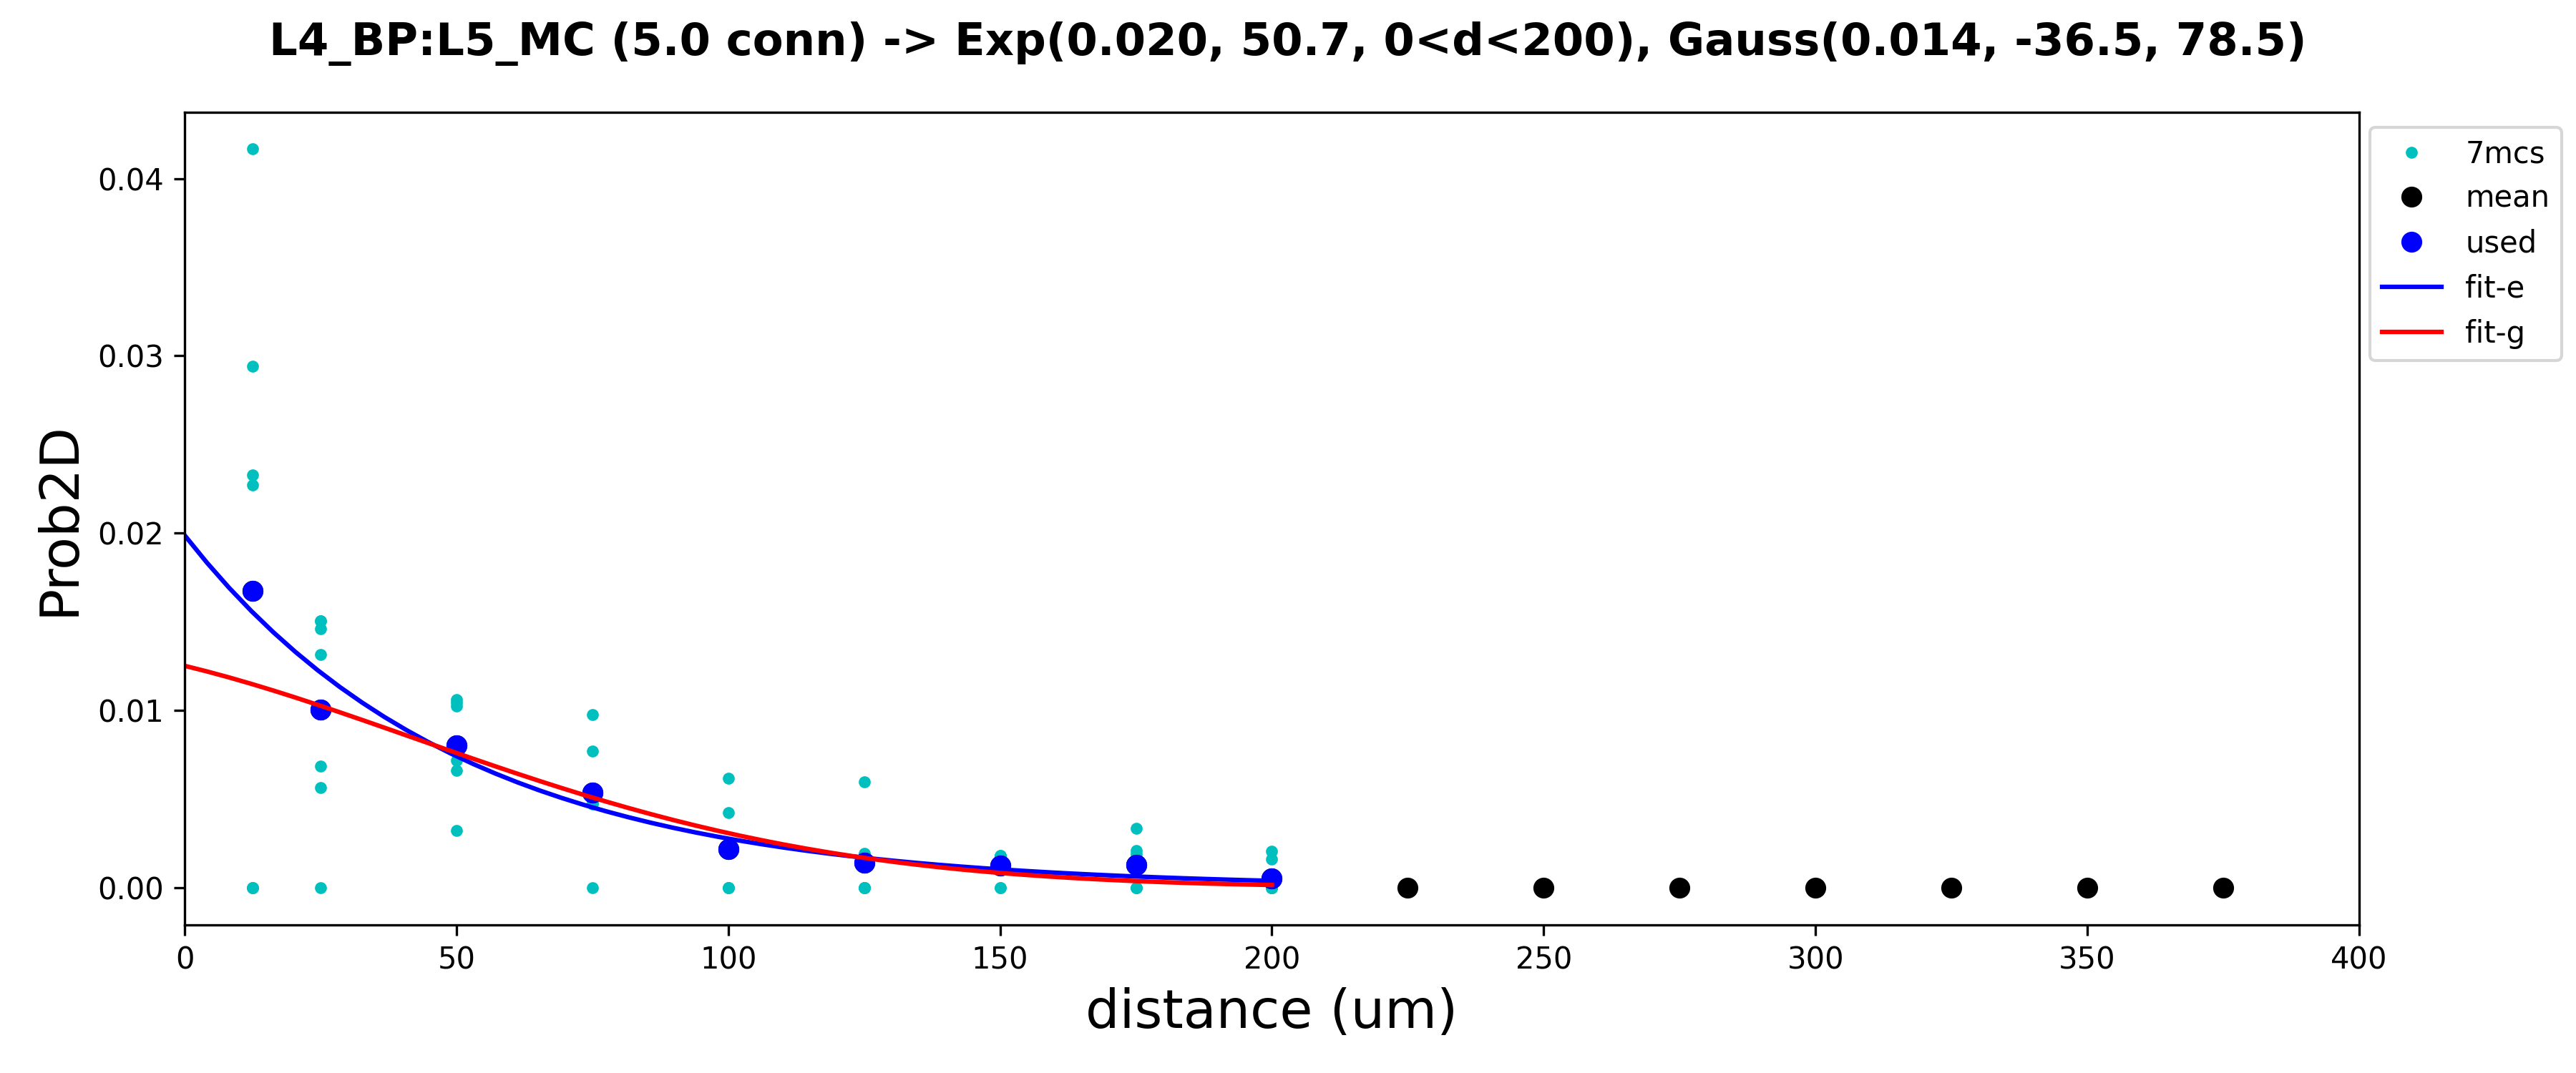 L4_BP:L5_MC (5.0 conn) -> Exp(0.020, 50.7, 0<d<200), Gauss(0.014, -36.5, 78.5)
7mcs
mean
used
fit-e
fit-g
Prob2D
0.04
0.03
0.02
0.01
0.00
0 50 100 150 200 250 300 350 400
distance (um)